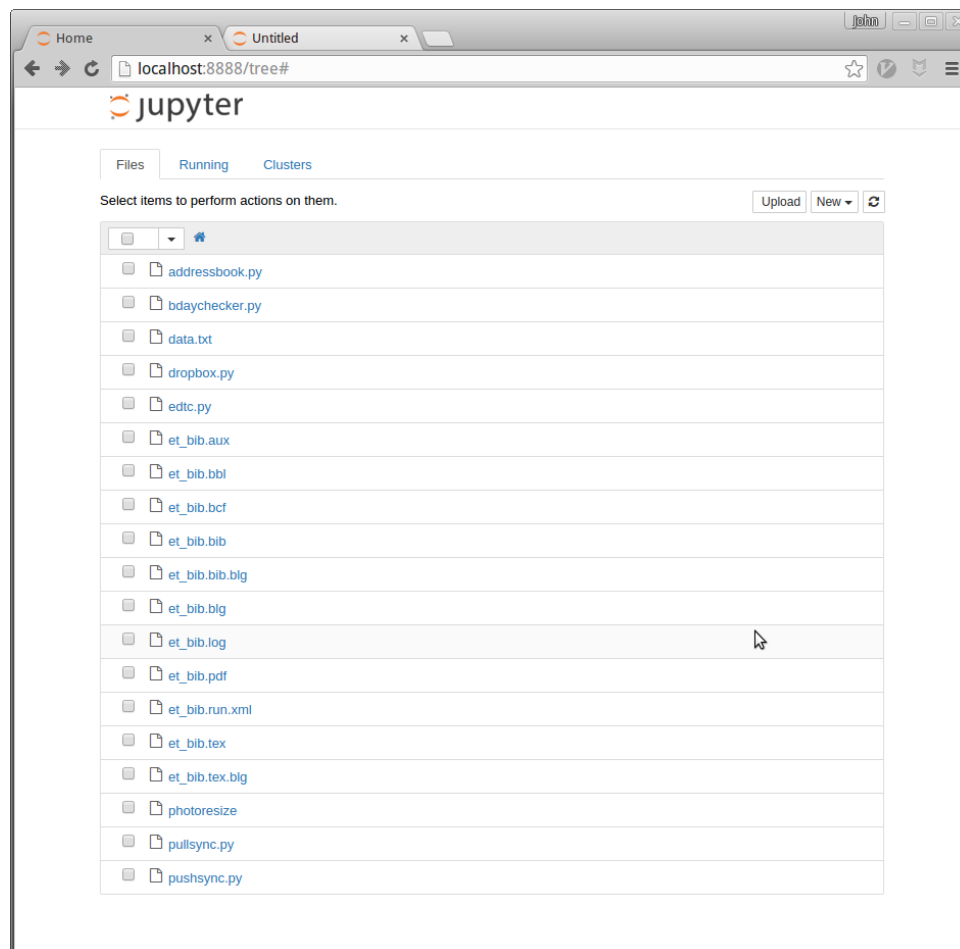 John
Home
Untitled
localhost:8888/tree#
jupyter
Files Running Clusters
Select items to perform actions on them. Upload New
addressbook.py
bdaychecker.py
data.txt
dropbox.py
edtc.py
et_bib.aux
et_bib.bbl
et_bib.bcf
et_bib.bib
et_bib.bib.blg
et_bib.blg
et_bib.log
et_bib.pdf
et_bib.run.xml
et_bib.tex
et_bib.tex.blg
photoresize
pullsync.py
pushsync.py